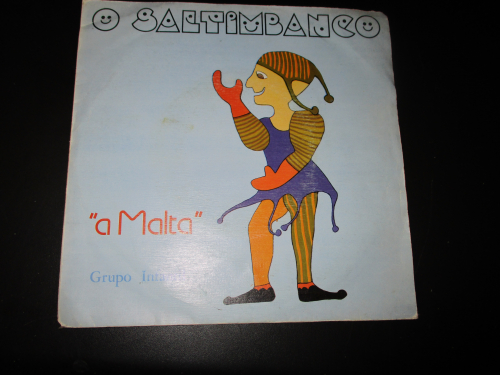 O SALTIMBANCO
"a Malta"
Grupo